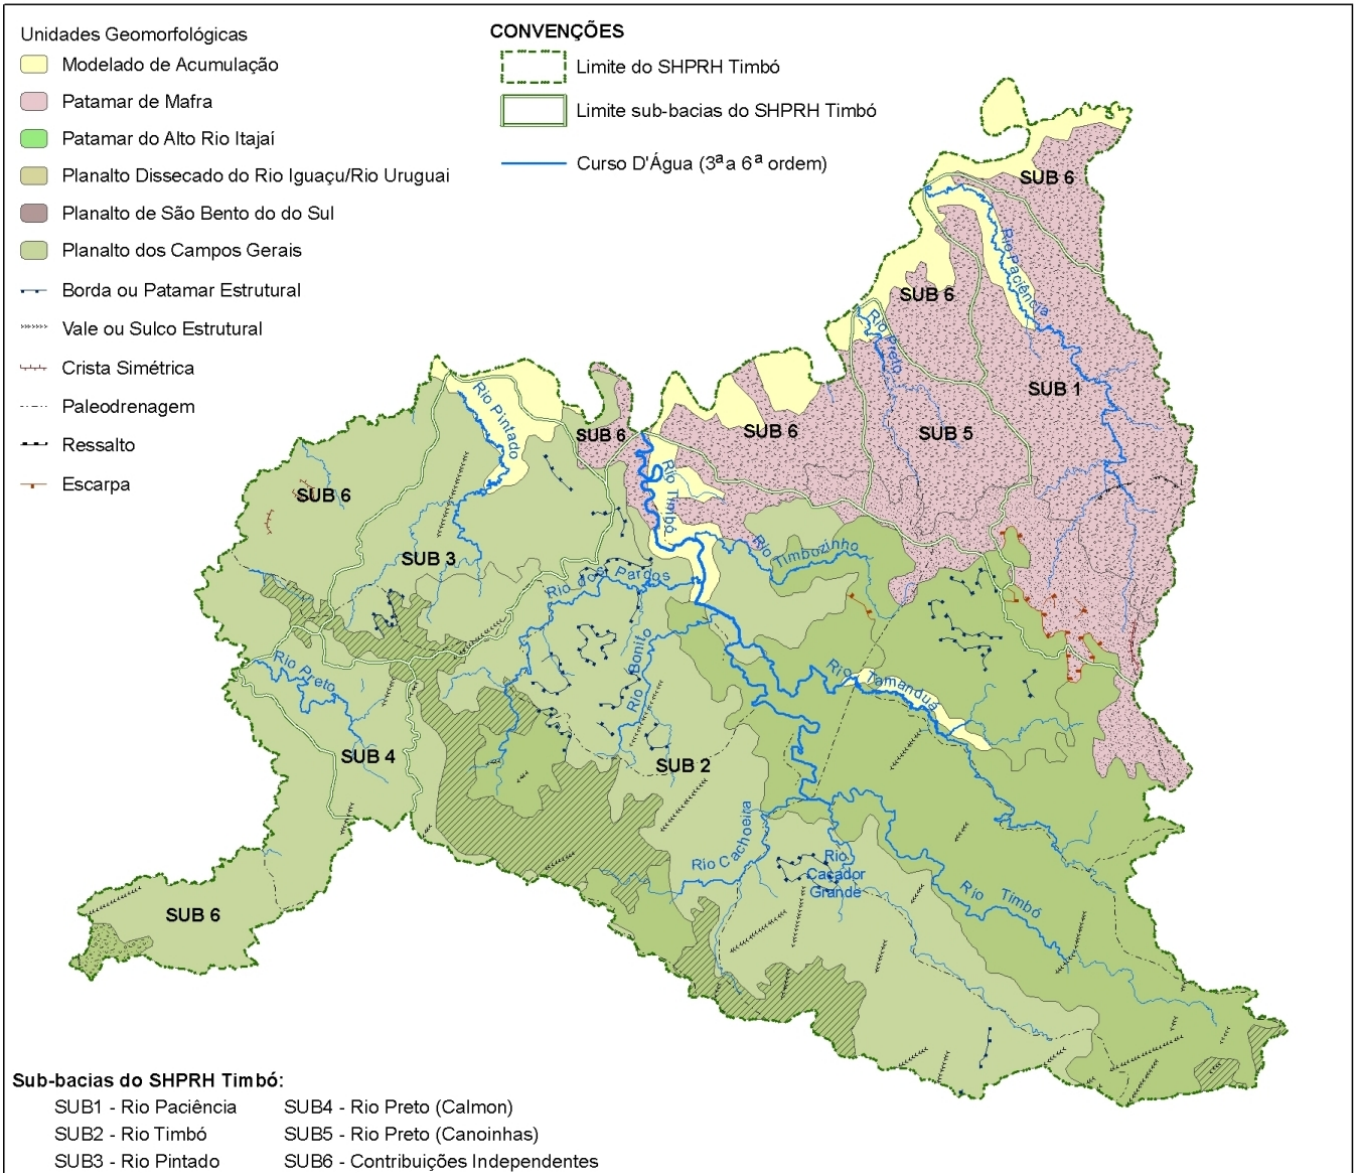 Unidades Geomorfológicas
Modelado de Acumulação
Patamar de Mafra
Patamar do Alto Rio Itajaí
Planalto Dissecado do Rio Iguaçu/Rio Uruguai
Planalto de São Bento do do Sul
Planalto dos Campos Gerais
Borda ou Patamar Estrutural
Vale ou Sulco Estrutural
Crista Simétrica
Paleodrenagem
Ressalto
Escarpa
CONVENÇÕES
Limite do SHPRH Timbó
Limite sub-bacias do SHPRH Timbó
Curso D'Água (3ª a 6ª ordem)
SUB 6
Rio Paciência
SUB 6
Rio Preto
SUB 1
Rio Pintado
SUB 6
SUB 6
SUB 5
Rio Timbó
SUB 6
SUB 3
Rio Timbozinho
Rio dos Pardos
Rio Bonito
Rio Preto
Rio Tamanduá
SUB 4
SUB 2
Rio Cachoeira
Rio
Caçador
Grande
Rio Timbó
SUB 6
Sub-bacias do SHPRH Timbó:
SUB1 - Rio Paciência
SUB2 - Rio Timbó
SUB3 - Rio Pintado
SUB4 - Rio Preto (Calmon)
SUB5 - Rio Preto (Canoinhas)
SUB6 - Contribuições Independentes